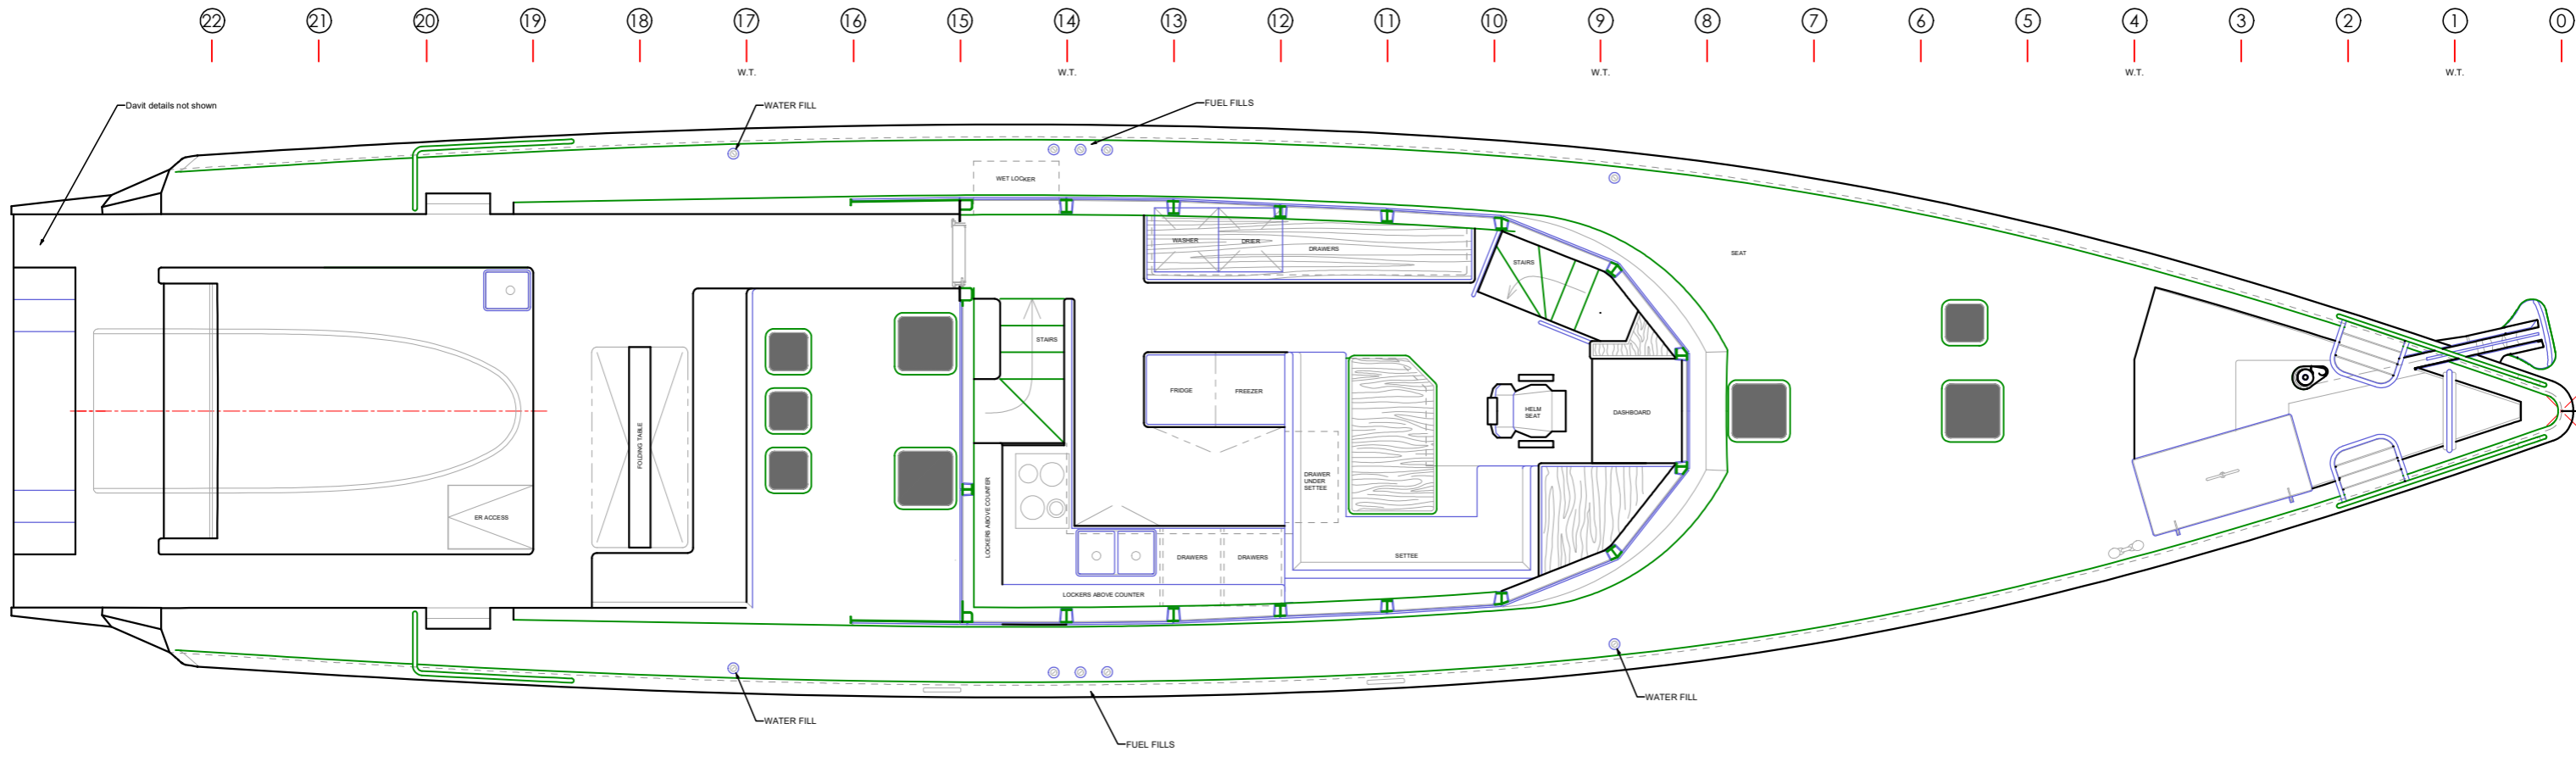 22 21 20 19 18 17 16 15 14 13 12 11 10 9 8 7 6 5 4 3 2 1 0
W.T. W.T. W.T. W.T. W.T.
Davit details not shown
WATER FILL
FUEL FILLS
WET LOCKER
WASHER
DRIER
DRAWERS
SEAT
STAIRS
STAIRS
FRIDGE
FREEZER
HELM
SEAT
DASHBOARD
FOLDING TABLE
DRAWER
UNDER
SETTEE
ER ACCESS
LOCKERS ABOVE COUNTER
DRAWERS
DRAWERS
SETTEE
LOCKERS ABOVE COUNTER
WATER FILL
WATER FILL
FUEL FILLS